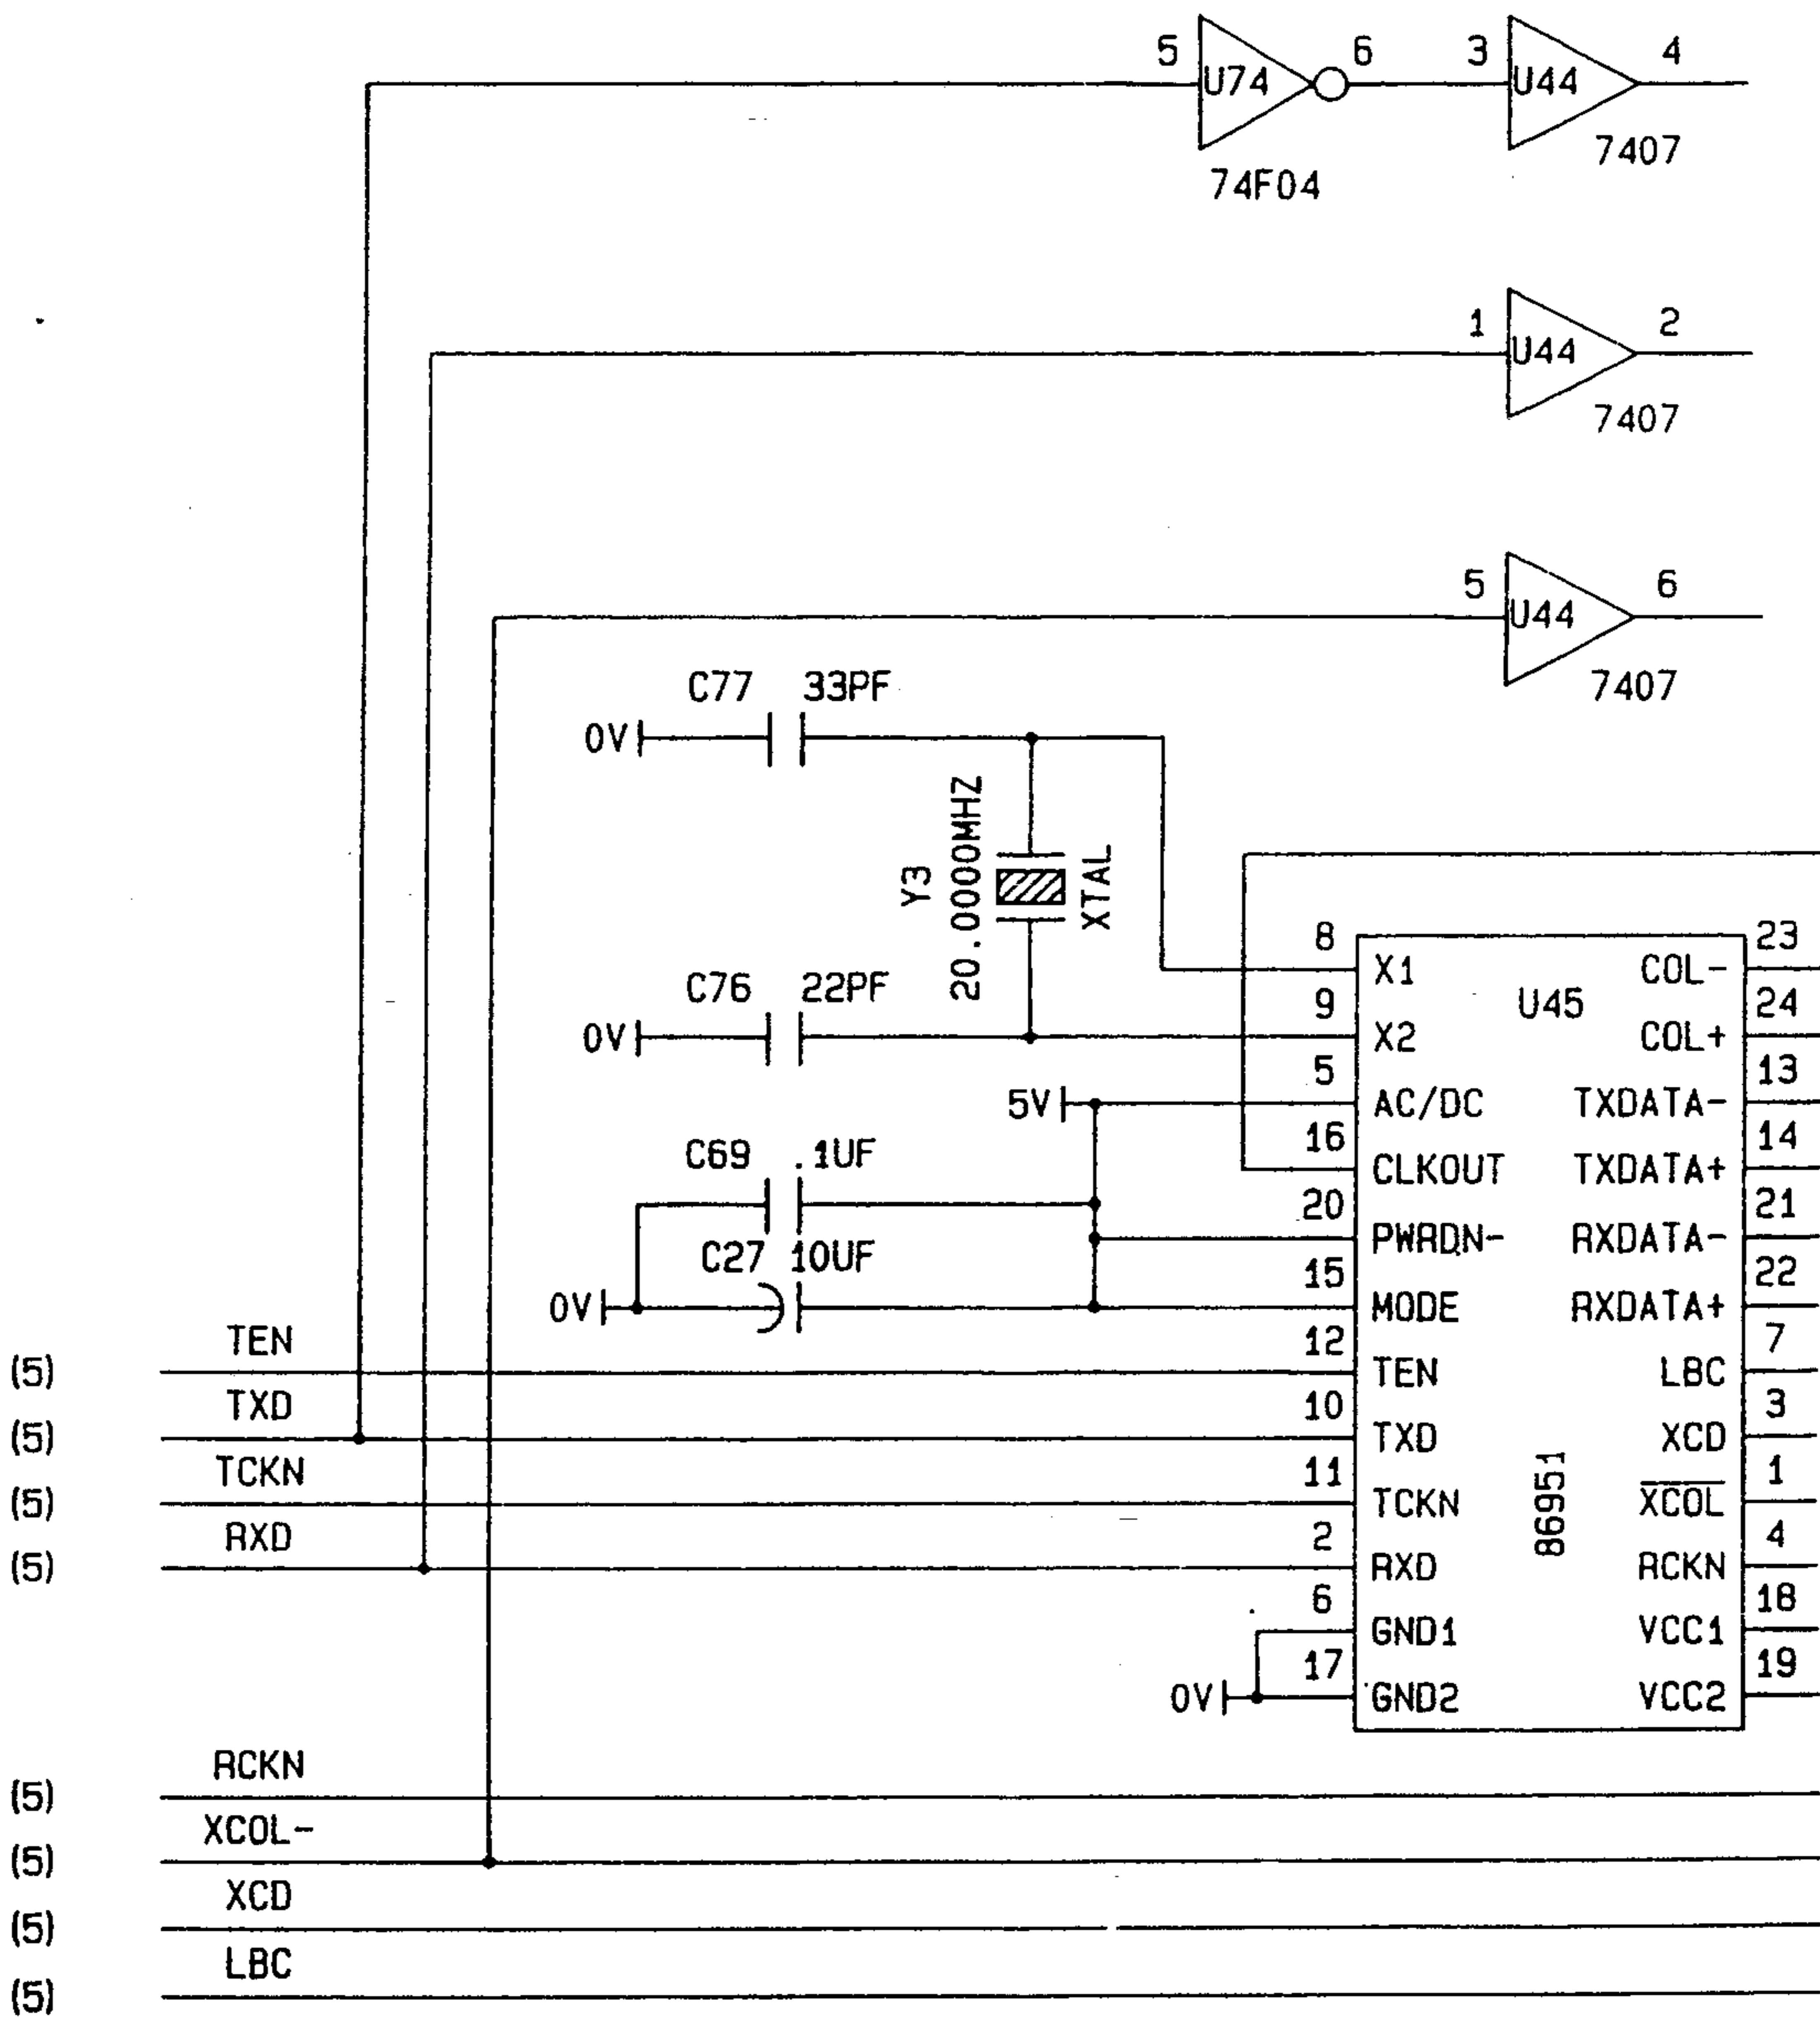 5 6 3 4
U74 U44
7407
74F04
1 2
U44
7407
5 6
U44
7407
C77 33PF
0V
Y3
20.0000MHZ
XTAL
C76 22PF
0V
5V
C69 .1UF
C27 10UF
0V
U45
86951
8 X1
9 X2
5 AC/DC
16 CLKOUT
20 PWRDN-
15 MODE
12 TEN
10 TXD
11 TCKN
2 RXD
6 GND1
17 GND2
0V
COL- 23
COL+ 24
TXDATA- 13
TXDATA+ 14
RXDATA- 21
RXDATA+ 22
LBC 7
XCD 3
XCOL 1
RCKN 4
VCC1 18
VCC2 19
(5) TEN
(5) TXD
(5) TCKN
(5) RXD
(5) RCKN
(5) XCOL-
(5) XCD
(5) LBC